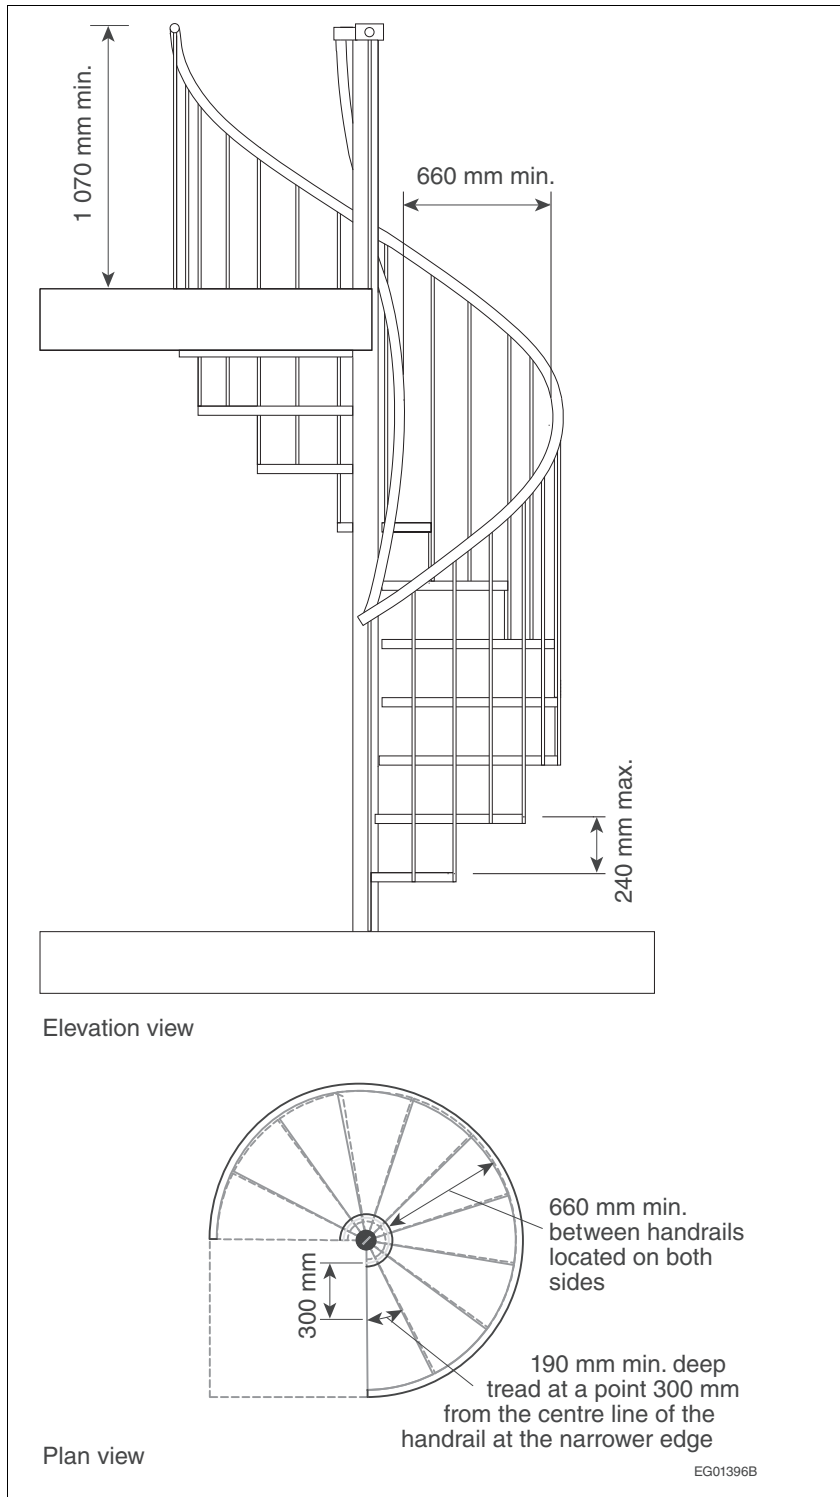 1 070 mm min.
660 mm min.
240 mm max.
Elevation view
660 mm min.
between handrails
located on both
sides
300 mm
190 mm min. deep
tread at a point 300 mm
from the centre line of the
handrail at the narrower edge
Plan view
EG01396B